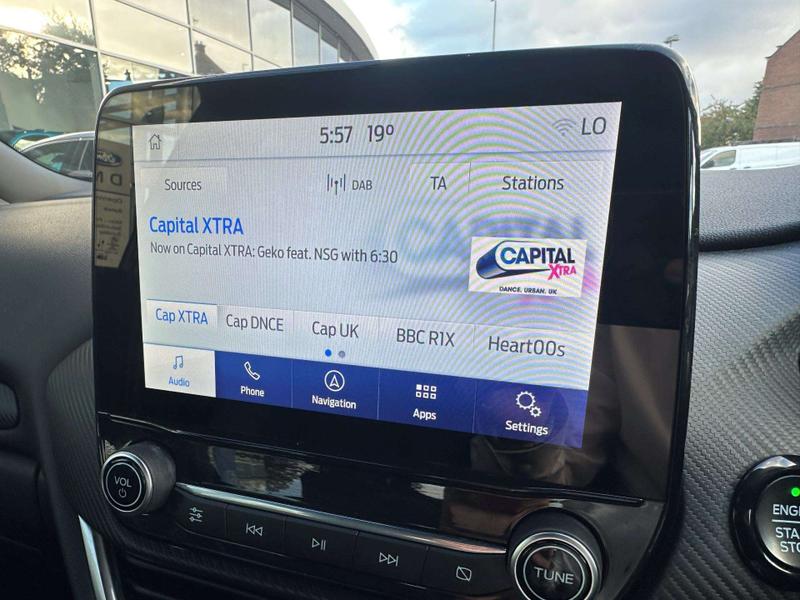 5:57 19º LO
Sources DAB TA Stations
Capital XTRA
Now on Capital XTRA: Geko feat. NSG with 6:30
CAPITAL
XTRA
DANCE. URBAN. UK
Cap XTRA Cap DNCE Cap UK BBC R1X Heart00s
Audio Phone Navigation Apps Settings
VOL
TUNE
ENGI
STA
STO
Ford